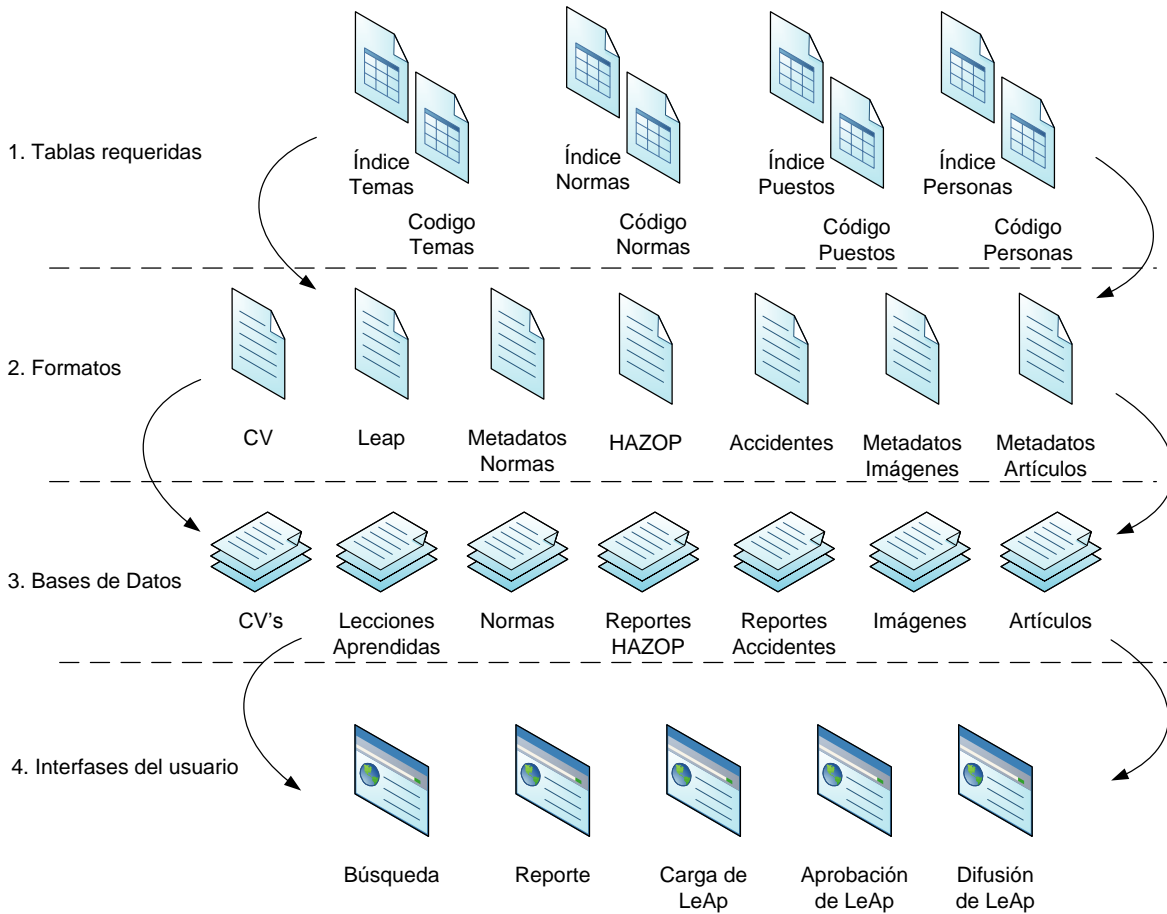 1. Tablas requeridas
Índice
Temas
Codigo
Temas
Índice
Normas
Código
Normas
Índice
Puestos
Código
Puestos
Índice
Personas
Código
Personas
2. Formatos
CV
Leap
Metadatos
Normas
HAZOP
Accidentes
Metadatos
Imágenes
Metadatos
Artículos
3. Bases de Datos
CV’s
Lecciones
Aprendidas
Normas
Reportes
HAZOP
Reportes
Accidentes
Imágenes
Artículos
4. Interfases del usuario
Búsqueda
Reporte
Carga de
LeAp
Aprobación
de LeAp
Difusión
de LeAp